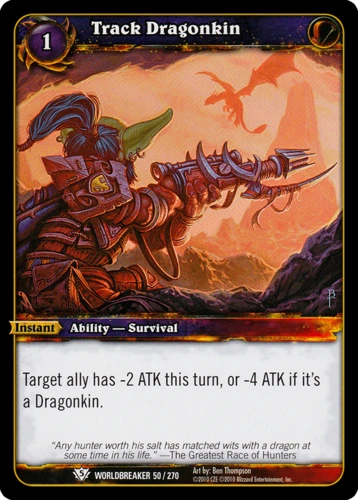 Track Dragonkin
1
Instant
Ability — Survival
Target ally has -2 ATK this turn, or -4 ATK if it's
a Dragonkin.
"Any hunter worth his salt has matched wits with a dragon at
some time in his life." —The Greatest Race of Hunters
WORLDBREAKER 50 / 270
Art by: Ben Thompson
©2010 CZE ©2010 Blizzard Entertainment, Inc.